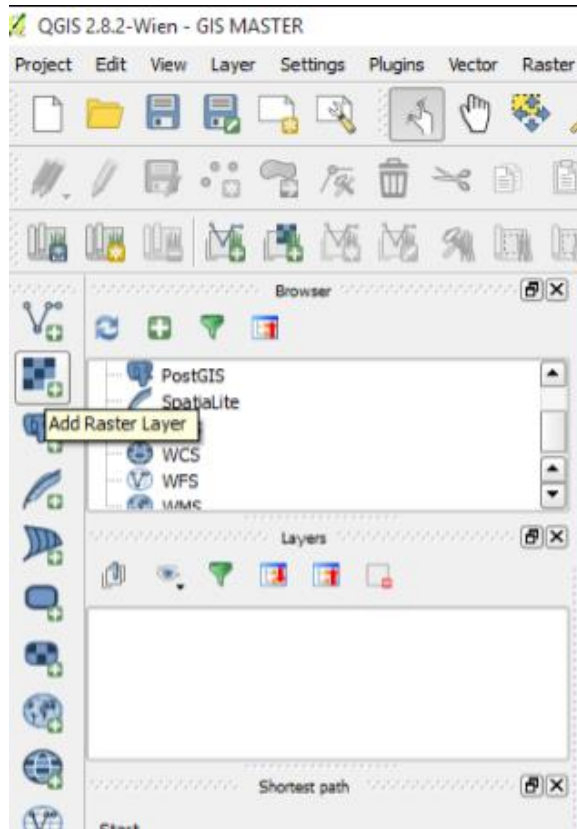 QGIS 2.8.2-Wien - GIS MASTER
Project Edit View Layer Settings Plugins Vector Raster
Browser
PostGIS
SpatiaLite
Add Raster Layer
WCS
WFS
WMS
Layers
Shortest path
Start